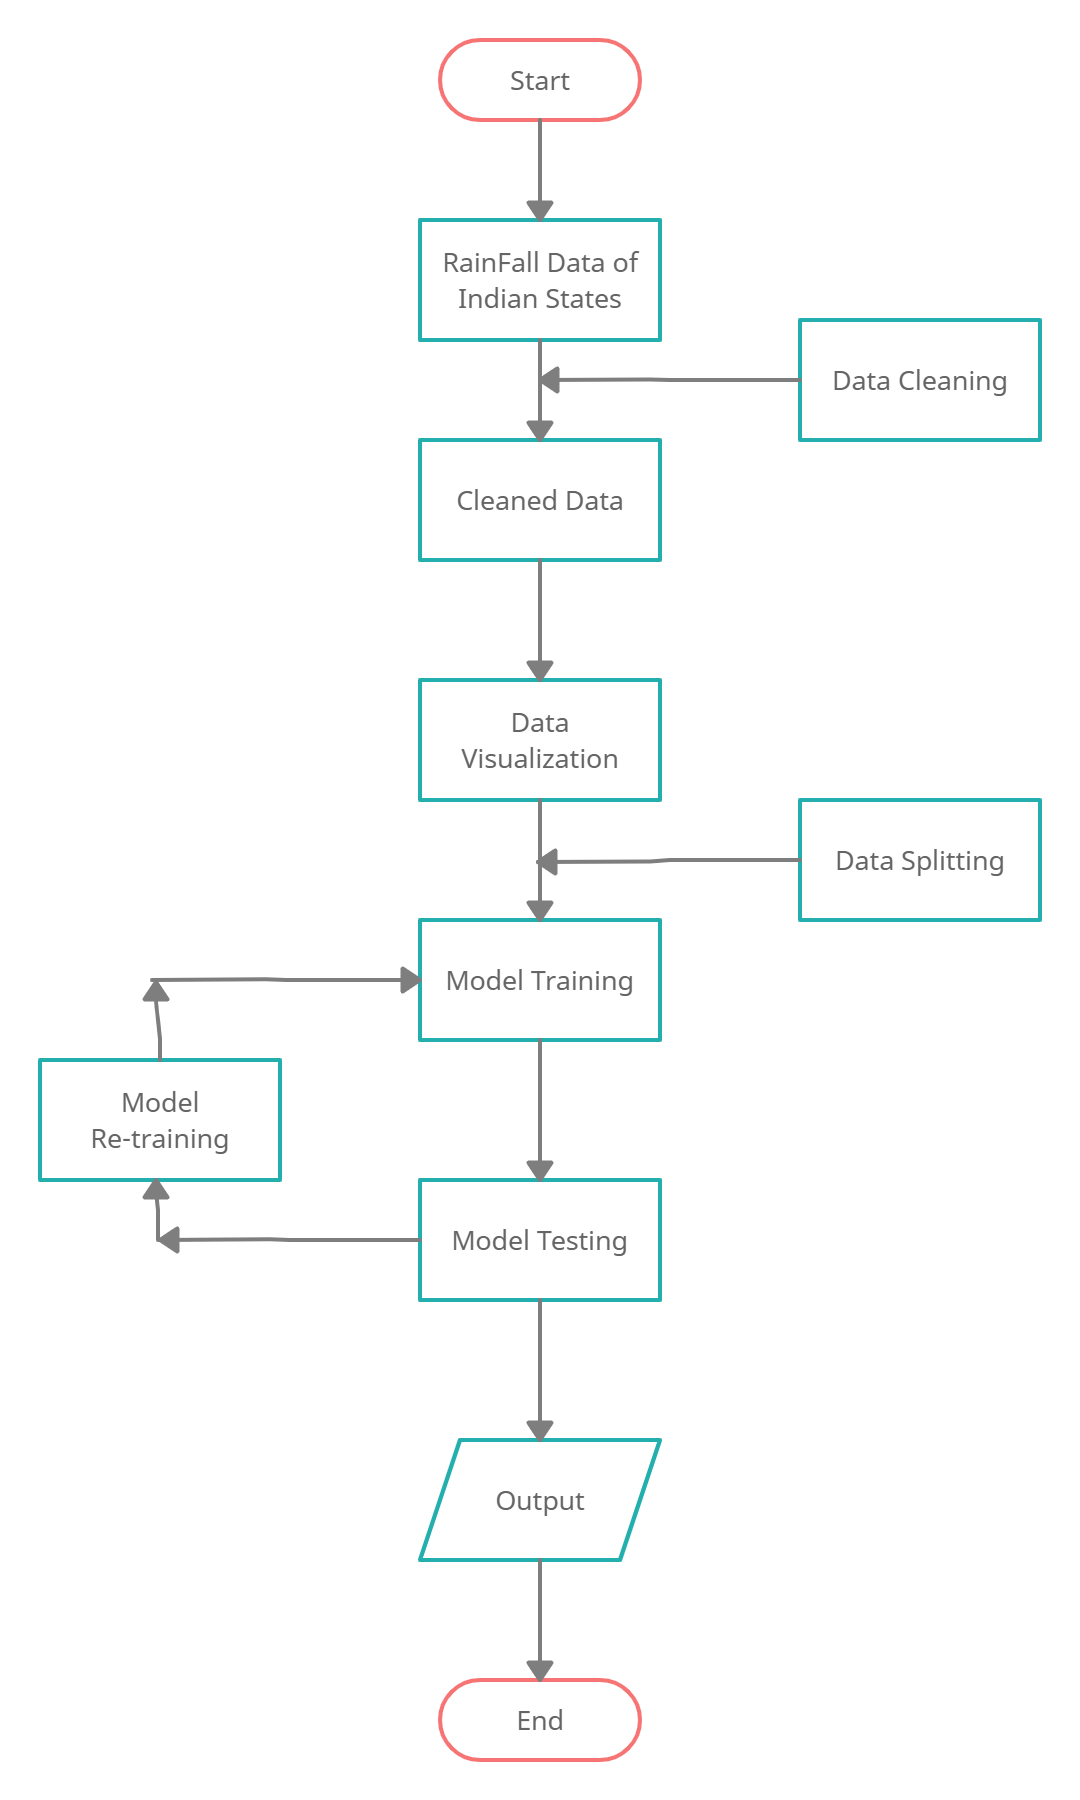 Start
RainFall Data of
Indian States
Data Cleaning
Cleaned Data
Data
Visualization
Data Splitting
Model Training
Model
Re-training
Model Testing
Output
End